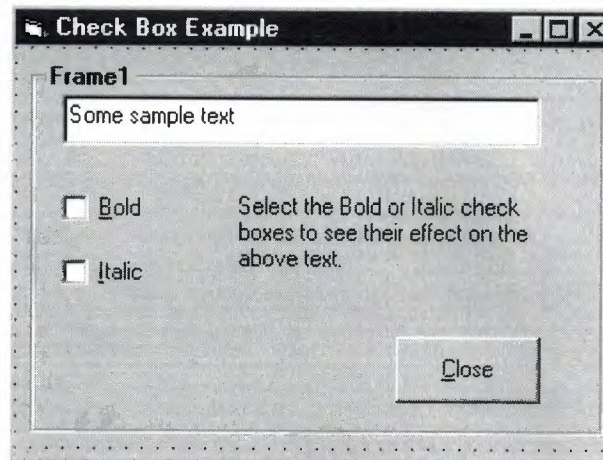 Check Box Example
Frame1
Some sample text
Bold
Select the Bold or Italic check
boxes to see their effect on the
above text.
Italic
Close